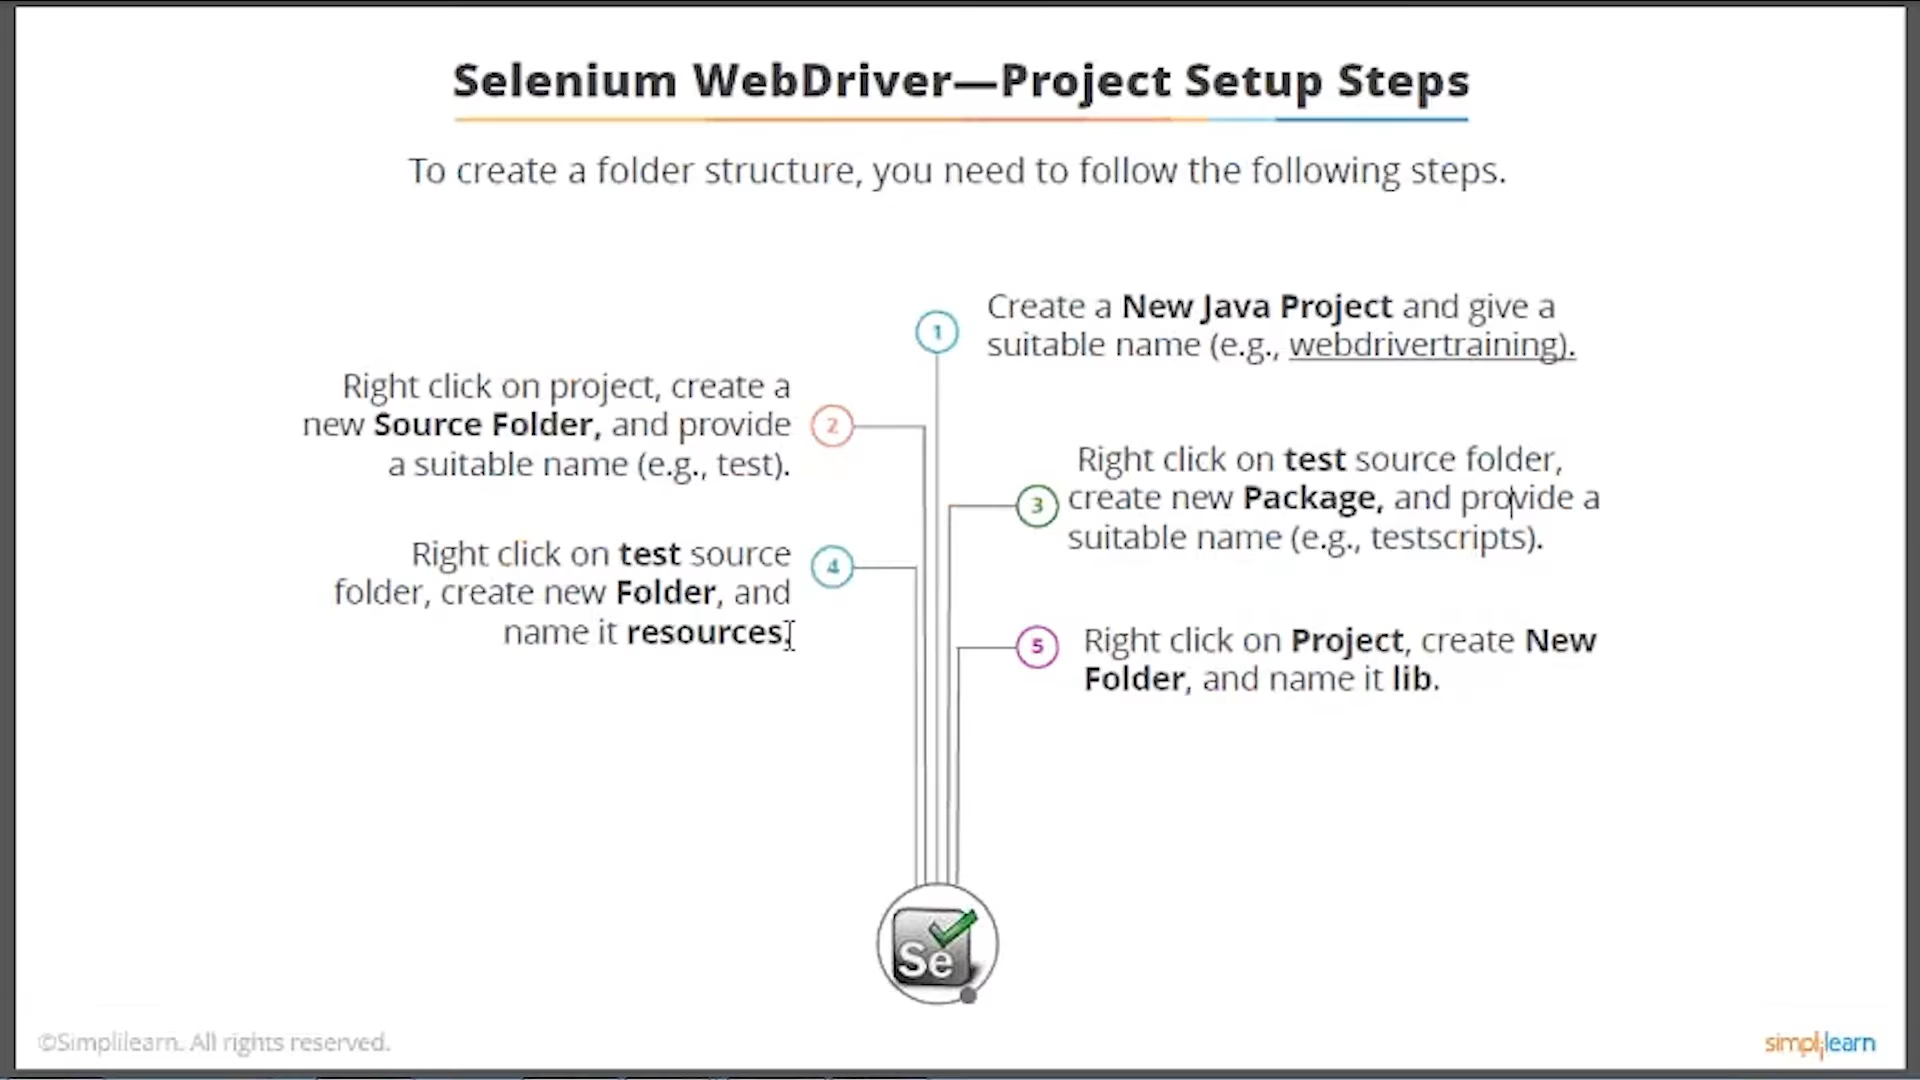 Selenium WebDriver—Project Setup Steps
To create a folder structure, you need to follow the following steps.
1
Create a New Java Project and give a
suitable name (e.g., webdrivertraining).
Right click on project, create a
new Source Folder, and provide
a suitable name (e.g., test).
2
3
Right click on test source folder,
create new Package, and provide a
suitable name (e.g., testscripts).
Right click on test source
folder, create new Folder, and
name it resources.
4
5
Right click on Project, create New
Folder, and name it lib.
Se
©Simplilearn. All rights reserved.
simplilearn